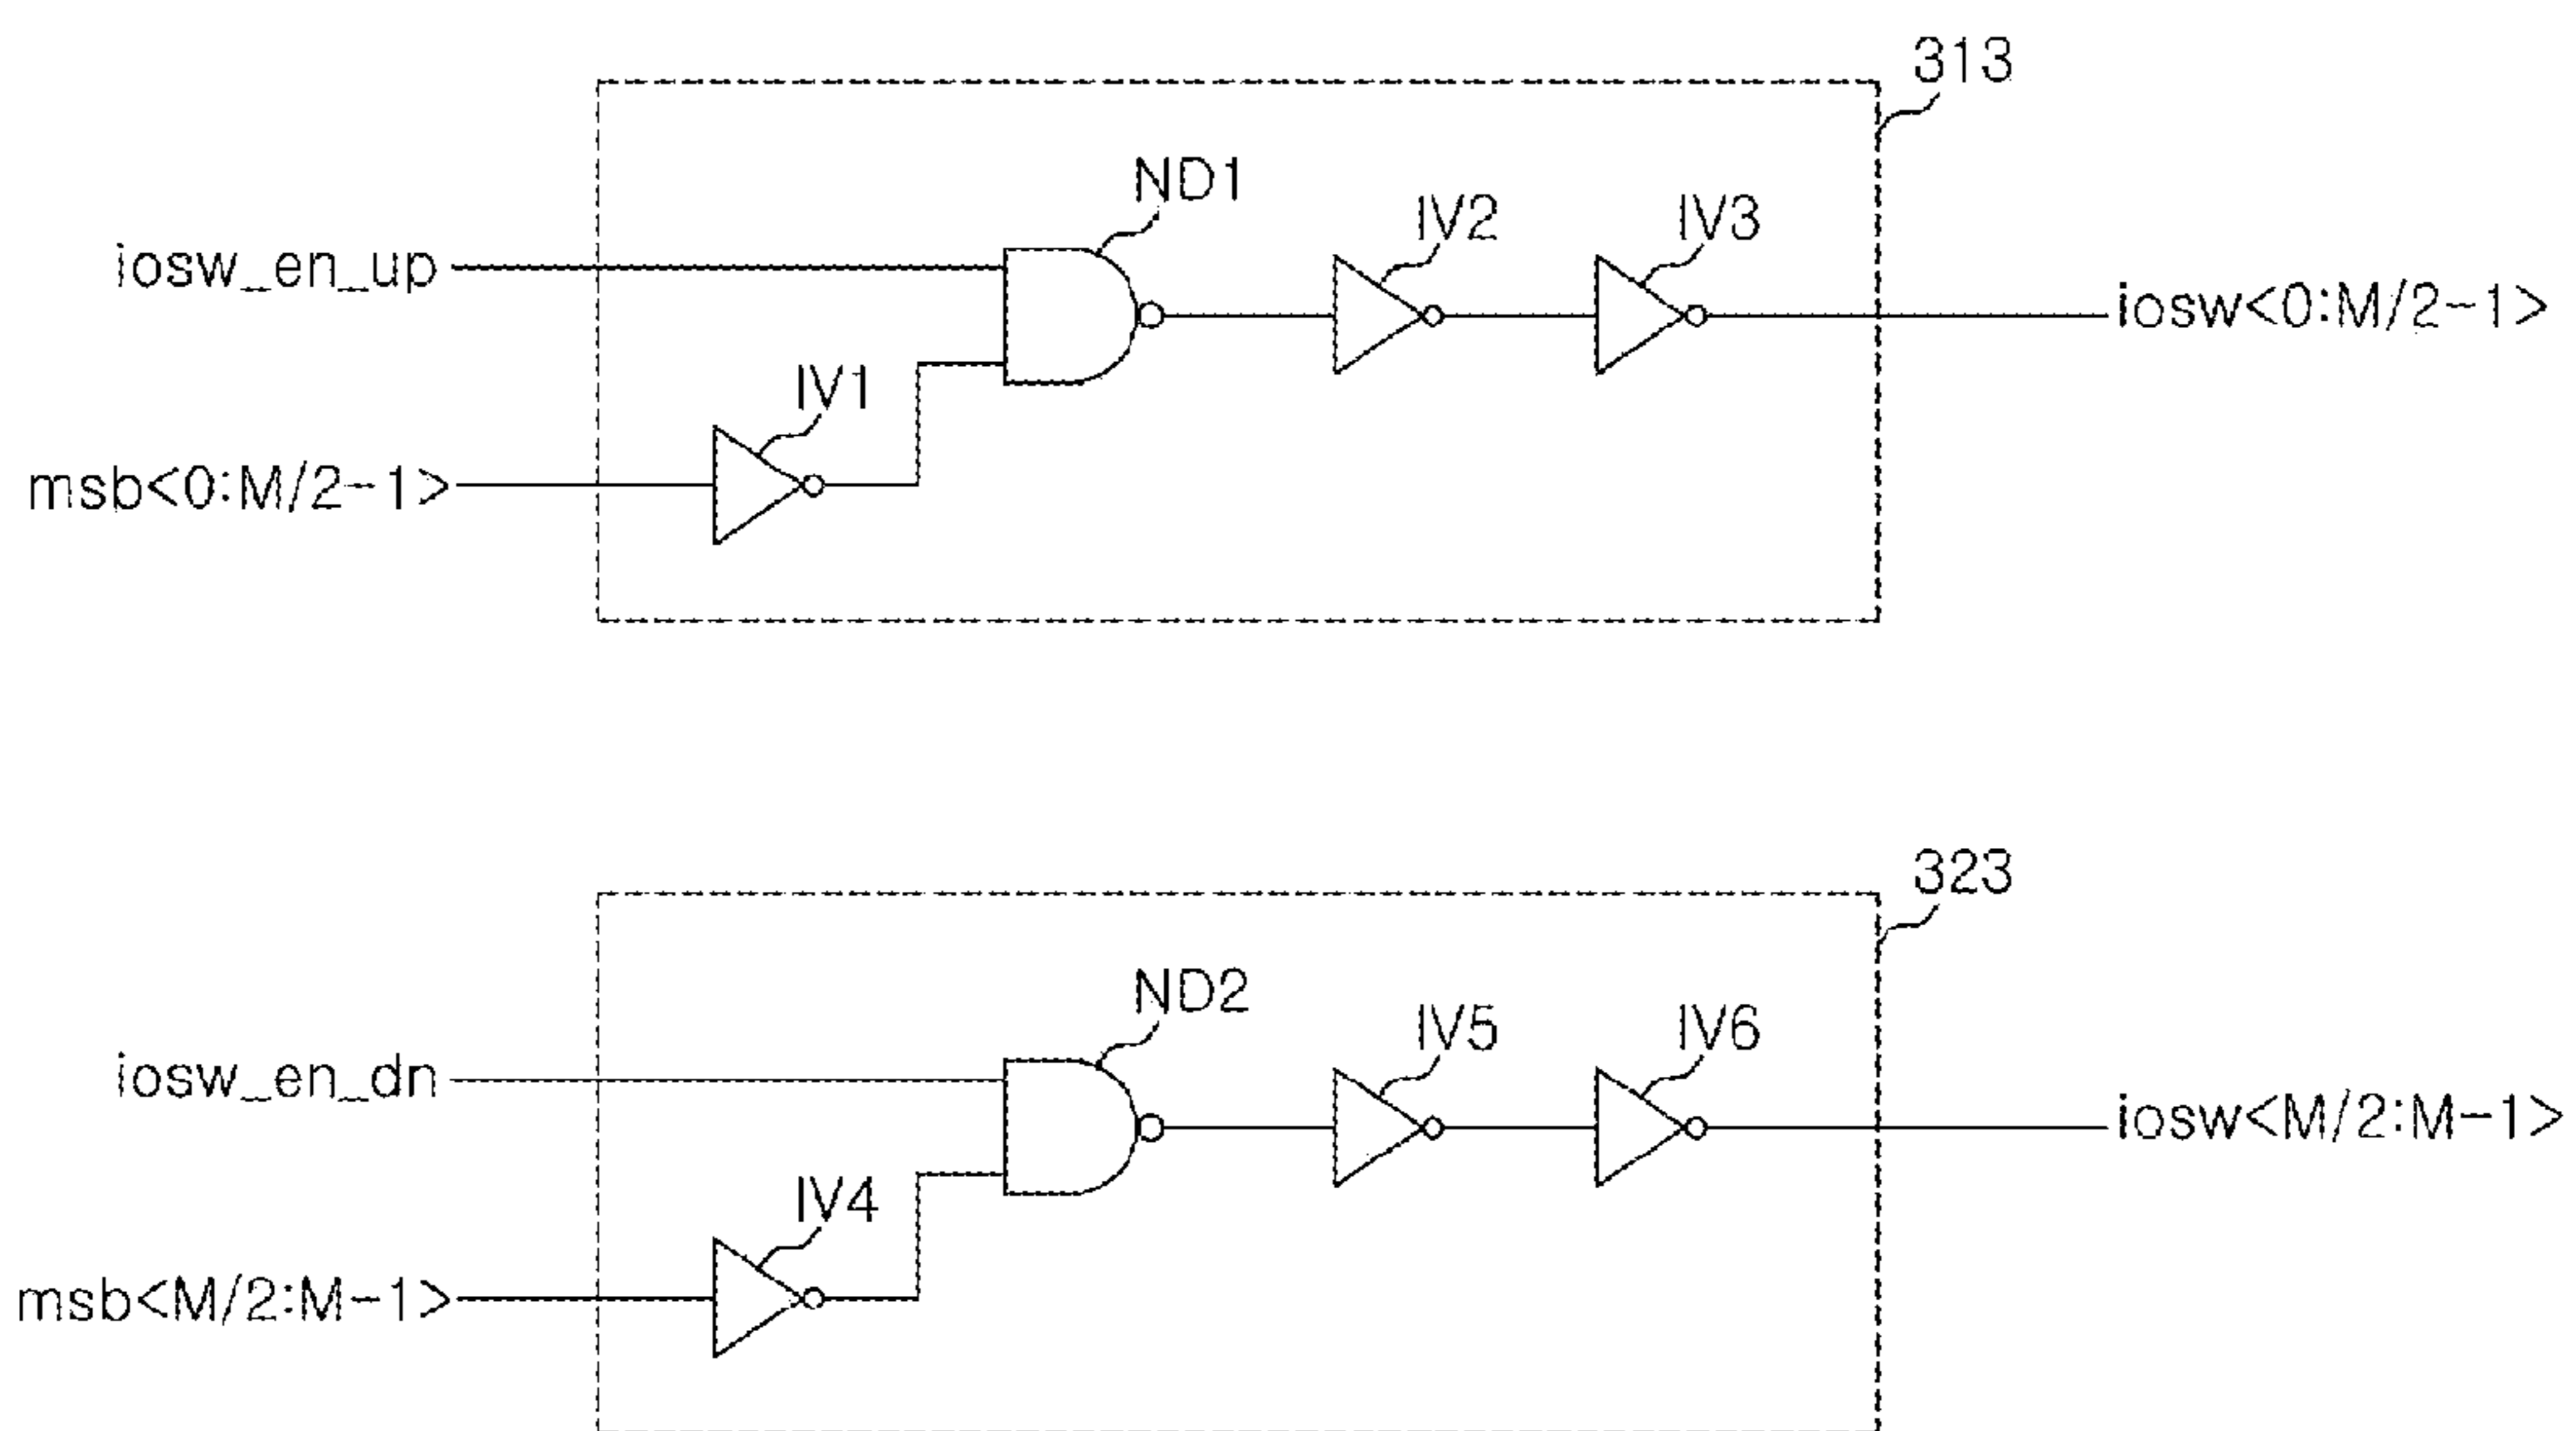 313
ND1
IV2
IV3
iosw_en_up
iosw<0:M/2-1>
IV1
msb<0:M/2-1>
323
ND2
IV5
IV6
iosw_en_dn
iosw<M/2:M-1>
IV4
msb<M/2:M-1>